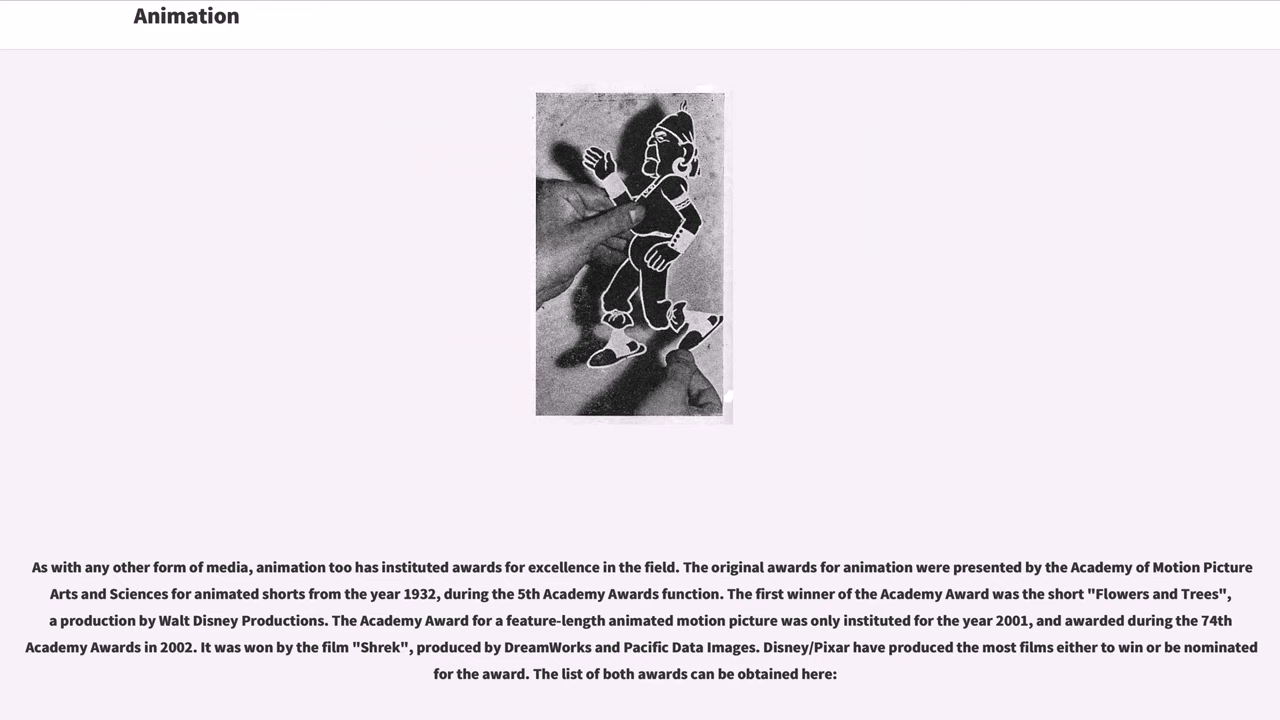 Animation
As with any other form of media, animation too has instituted awards for excellence in the field. The original awards for animation were presented by the Academy of Motion Picture
Arts and Sciences for animated shorts from the year 1932, during the 5th Academy Awards function. The first winner of the Academy Award was the short "Flowers and Trees",
a production by Walt Disney Productions. The Academy Award for a feature-length animated motion picture was only instituted for the year 2001, and awarded during the 74th
Academy Awards in 2002. It was won by the film "Shrek", produced by DreamWorks and Pacific Data Images. Disney/Pixar have produced the most films either to win or be nominated
for the award. The list of both awards can be obtained here: